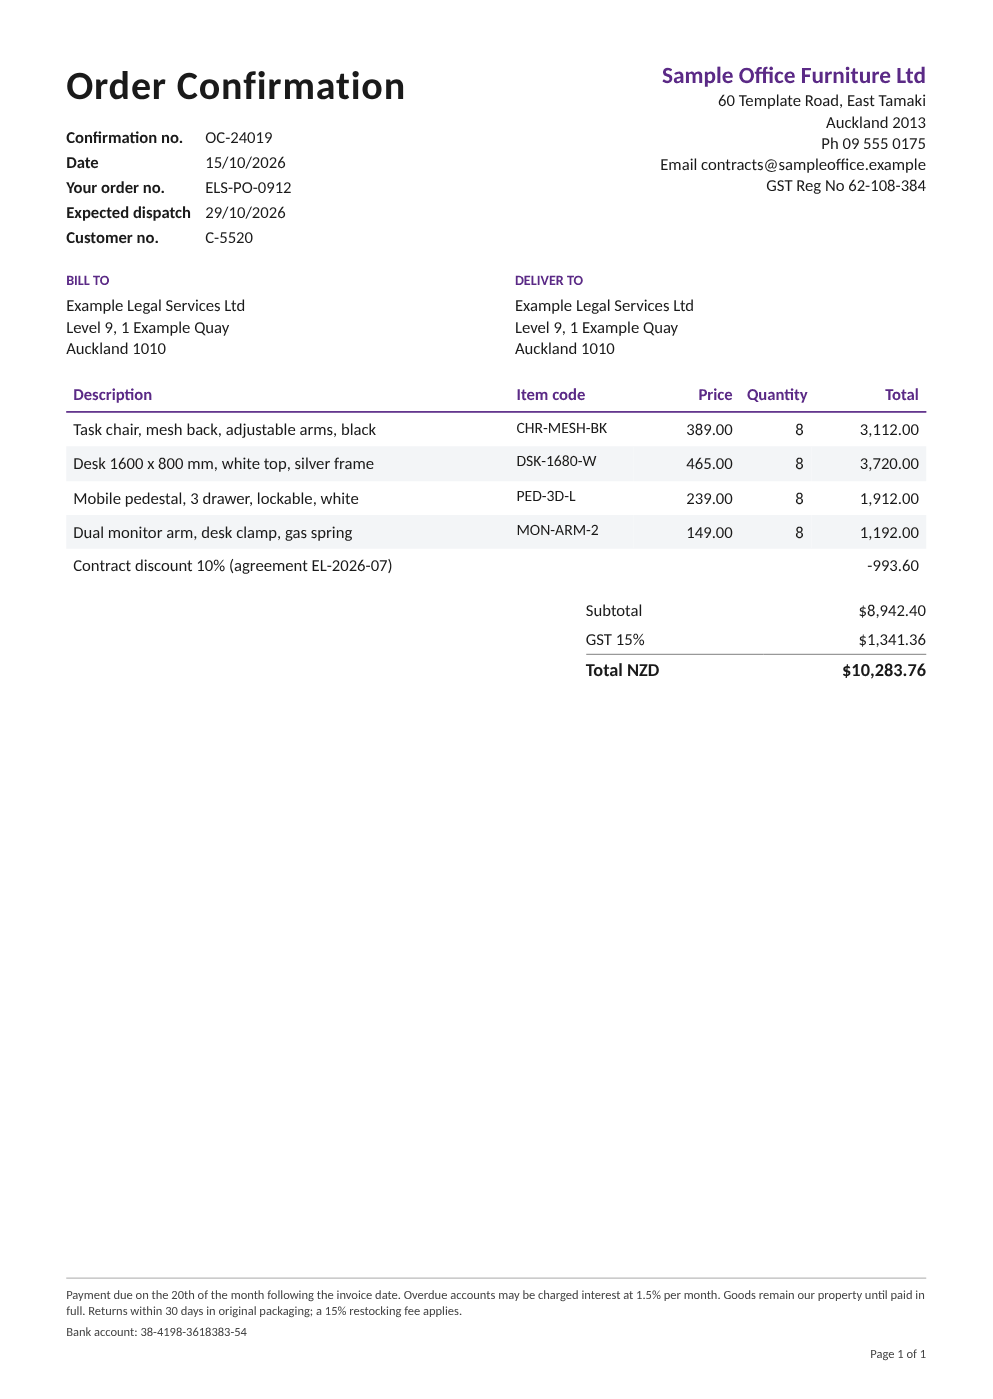 Order Confirmation
Confirmation no. OC-24019
Date 15/10/2026
Your order no. ELS-PO-0912
Expected dispatch 29/10/2026
Customer no. C-5520
Sample Office Furniture Ltd
60 Template Road, East Tamaki
Auckland 2013
Ph 09 555 0175
Email contracts@sampleoffice.example
GST Reg No 62-108-384
BILL TO
Example Legal Services Ltd
Level 9, 1 Example Quay
Auckland 1010
DELIVER TO
Example Legal Services Ltd
Level 9, 1 Example Quay
Auckland 1010
Description Item code Price Quantity Total
Task chair, mesh back, adjustable arms, black CHR-MESH-BK 389.00 8 3,112.00
Desk 1600 x 800 mm, white top, silver frame DSK-1680-W 465.00 8 3,720.00
Mobile pedestal, 3 drawer, lockable, white PED-3D-L 239.00 8 1,912.00
Dual monitor arm, desk clamp, gas spring MON-ARM-2 149.00 8 1,192.00
Contract discount 10% (agreement EL-2026-07) -993.60
Subtotal $8,942.40
GST 15% $1,341.36
Total NZD $10,283.76
Payment due on the 20th of the month following the invoice date. Overdue accounts may be charged interest at 1.5% per month. Goods remain our property until paid in
full. Returns within 30 days in original packaging; a 15% restocking fee applies.
Bank account: 38-4198-3618383-54
Page 1 of 1